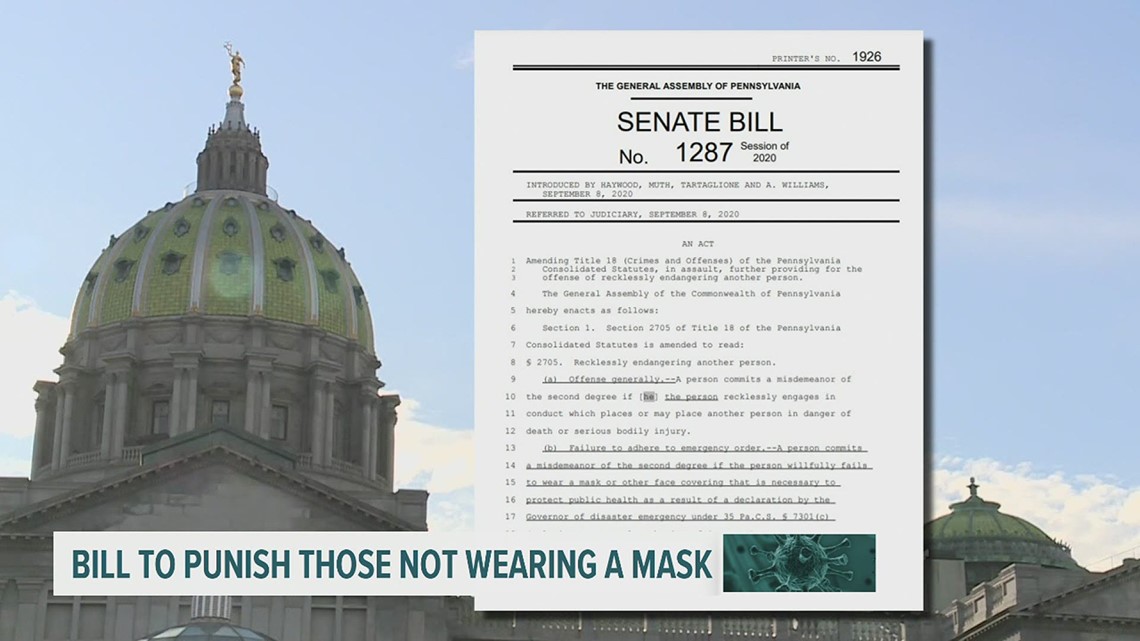 PRINTER'S NO. 1926
THE GENERAL ASSEMBLY OF PENNSYLVANIA
SENATE BILL
No. 1287 Session of
2020
INTRODUCED BY HAYWOOD, MUTH, TARTAGLIONE AND A. WILLIAMS,
SEPTEMBER 8, 2020
REFERRED TO JUDICIARY, SEPTEMBER 8, 2020
AN ACT
1 Amending Title 18 (Crimes and Offenses) of the Pennsylvania
2 Consolidated Statutes, in assault, further providing for the
3 offense of recklessly endangering another person.
4 The General Assembly of the Commonwealth of Pennsylvania
5 hereby enacts as follows:
6 Section 1. Section 2705 of Title 18 of the Pennsylvania
7 Consolidated Statutes is amended to read:
8 § 2705. Recklessly endangering another person.
9 (a) Offense generally.--A person commits a misdemeanor of
10 the second degree if [he] the person recklessly engages in
11 conduct which places or may place another person in danger of
12 death or serious bodily injury.
13 (b) Failure to adhere to emergency order.--A person commits
14 a misdemeanor of the second degree if the person willfully fails
15 to wear a mask or other face covering that is necessary to
16 protect public health as a result of a declaration by the
17 Governor of disaster emergency under 35 Pa.C.S. § 7301(c)
BILL TO PUNISH THOSE NOT WEARING A MASK